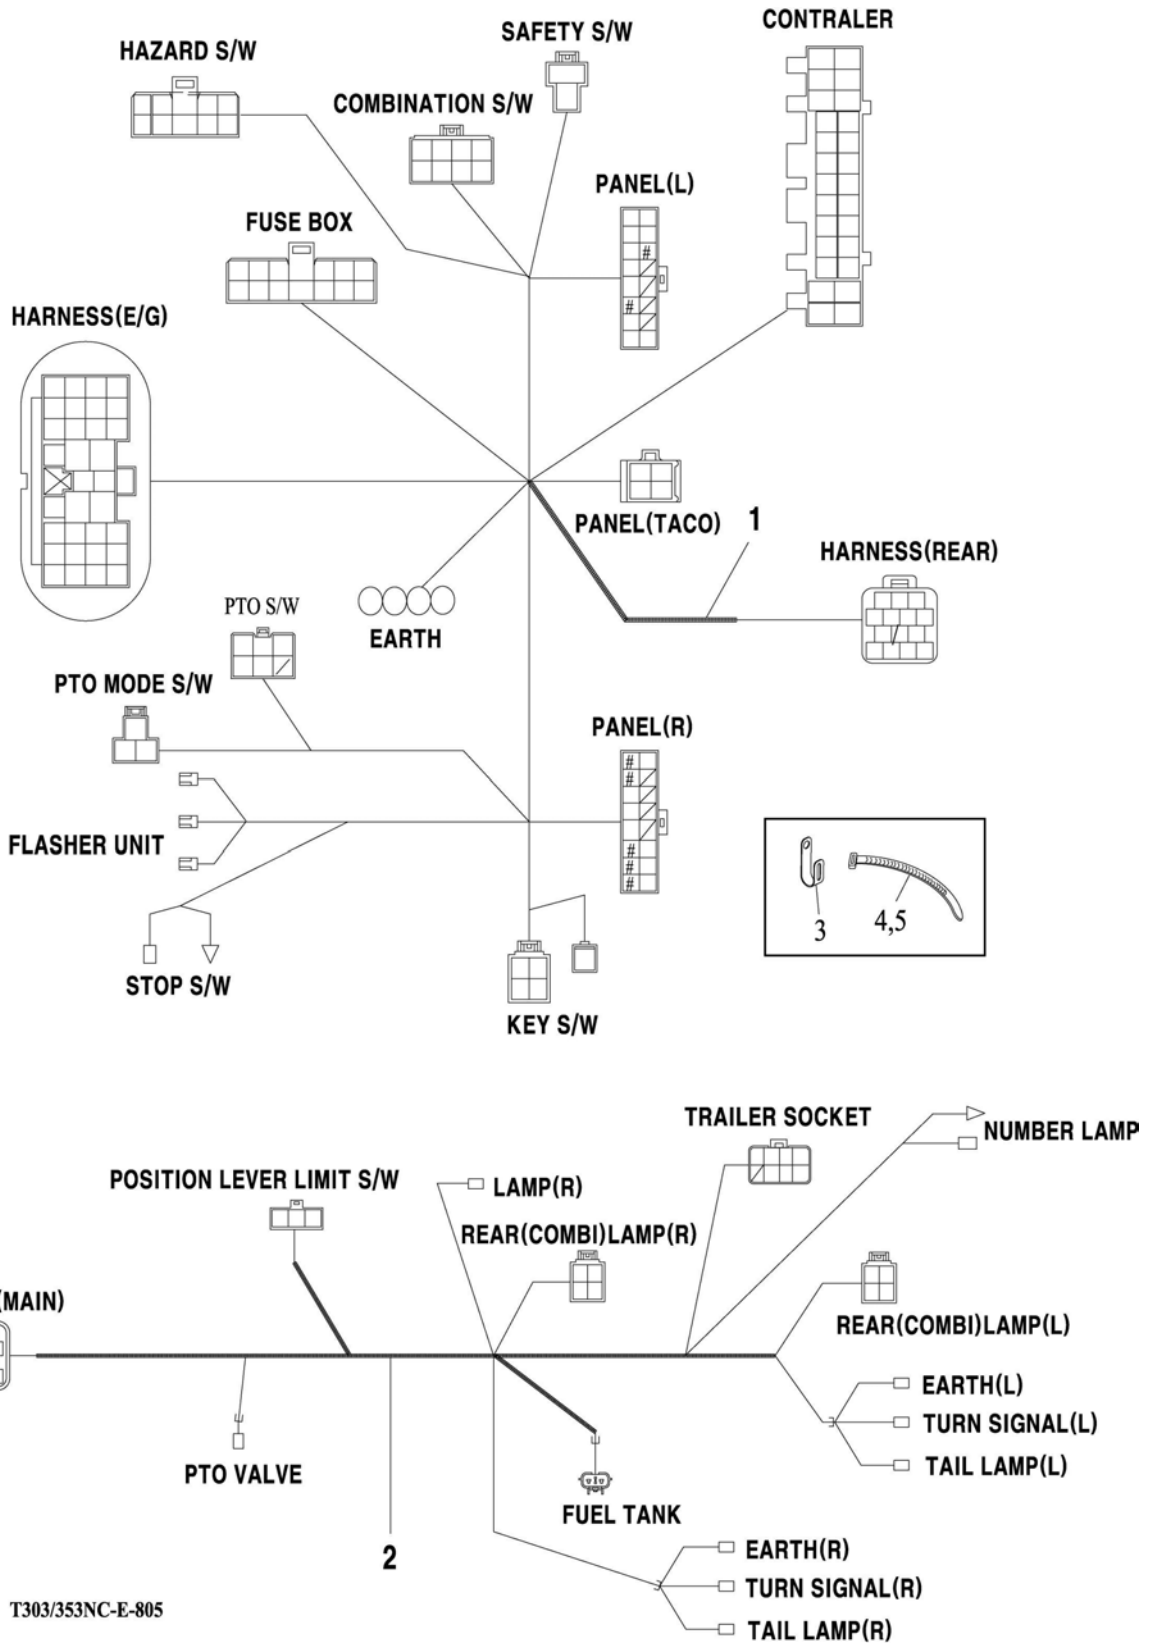 CONTRALER
SAFETY S/W
HAZARD S/W
COMBINATION S/W
PANEL(L)
#
#
FUSE BOX
HARNESS(E/G)
PANEL(TACO)
1
HARNESS(REAR)
PTO S/W
EARTH
PTO MODE S/W
PANEL(R)
#
#
#
#
#
FLASHER UNIT
3
4,5
STOP S/W
KEY S/W
TRAILER SOCKET
NUMBER LAMP
POSITION LEVER LIMIT S/W
LAMP(R)
REAR(COMBI)LAMP(R)
(MAIN)
REAR(COMBI)LAMP(L)
EARTH(L)
TURN SIGNAL(L)
TAIL LAMP(L)
PTO VALVE
FUEL TANK
2
EARTH(R)
TURN SIGNAL(R)
TAIL LAMP(R)
T303/353NC-E-805